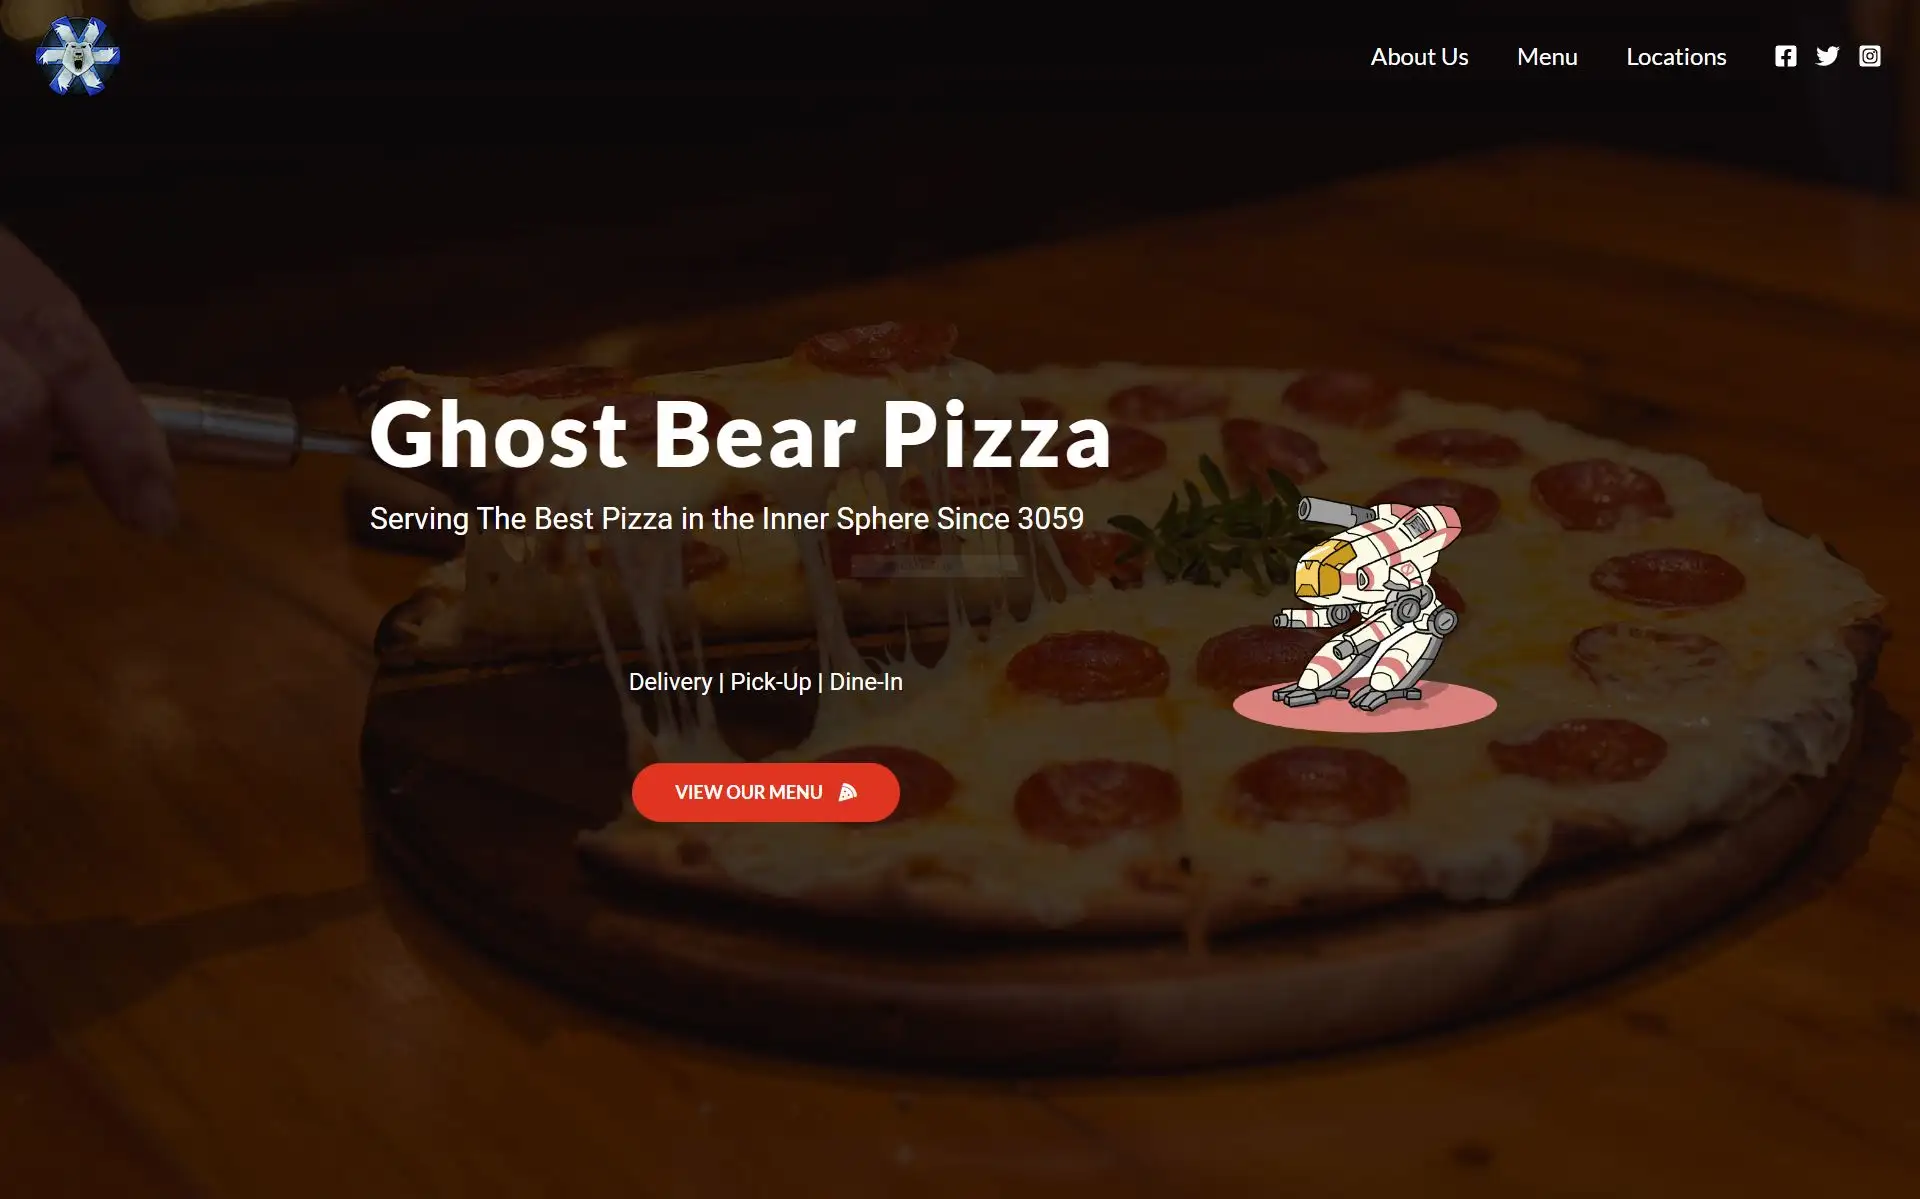 About Us
Menu
Locations
Ghost Bear Pizza
Serving The Best Pizza in the Inner Sphere Since 3059
Delivery | Pick-Up | Dine-In
VIEW OUR MENU